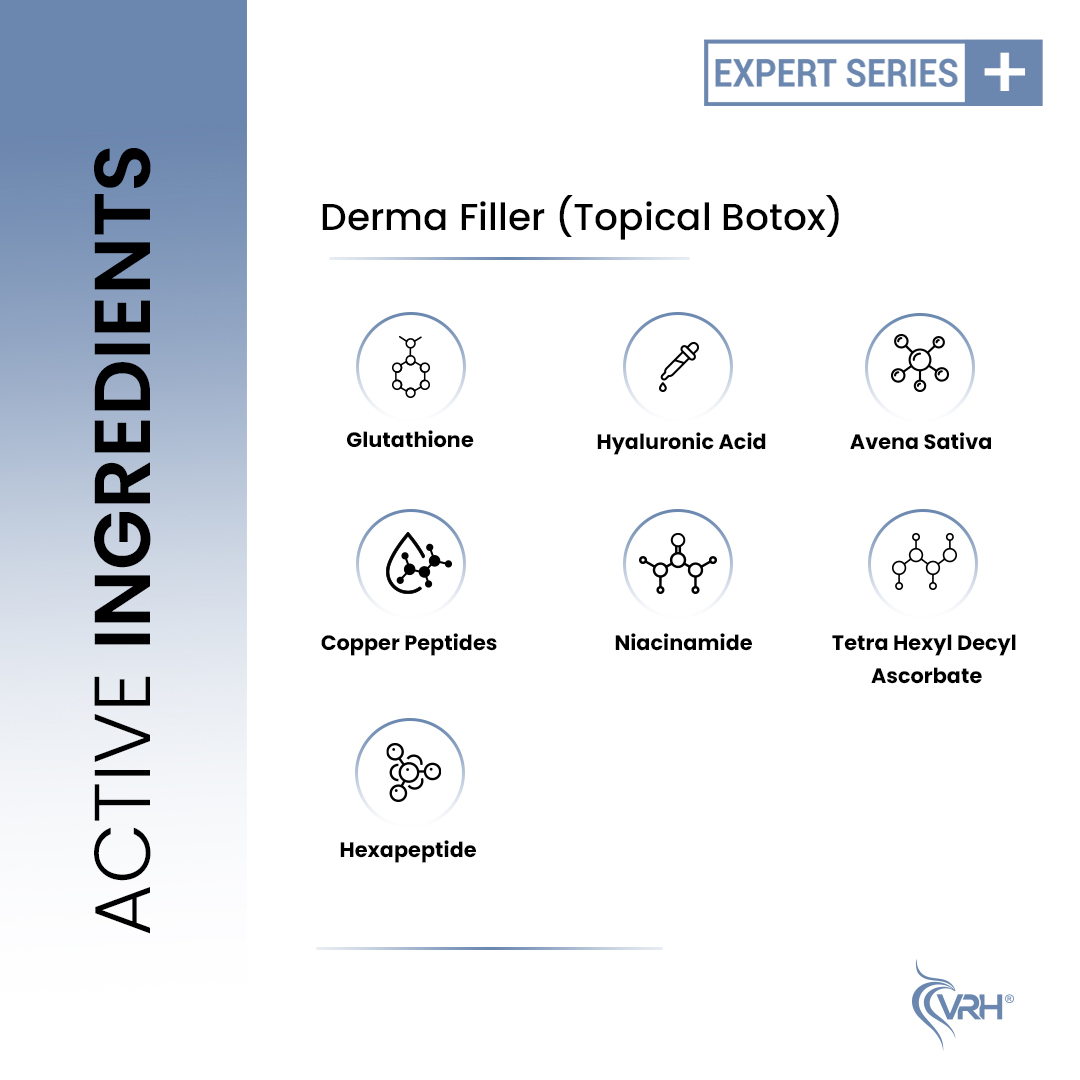 EXPERT SERIES +
ACTIVE INGREDIENTS
Derma Filler (Topical Botox)
Glutathione
Hyaluronic Acid
Avena Sativa
Copper Peptides
Niacinamide
Tetra Hexyl Decyl
Ascorbate
Hexapeptide
VRH®